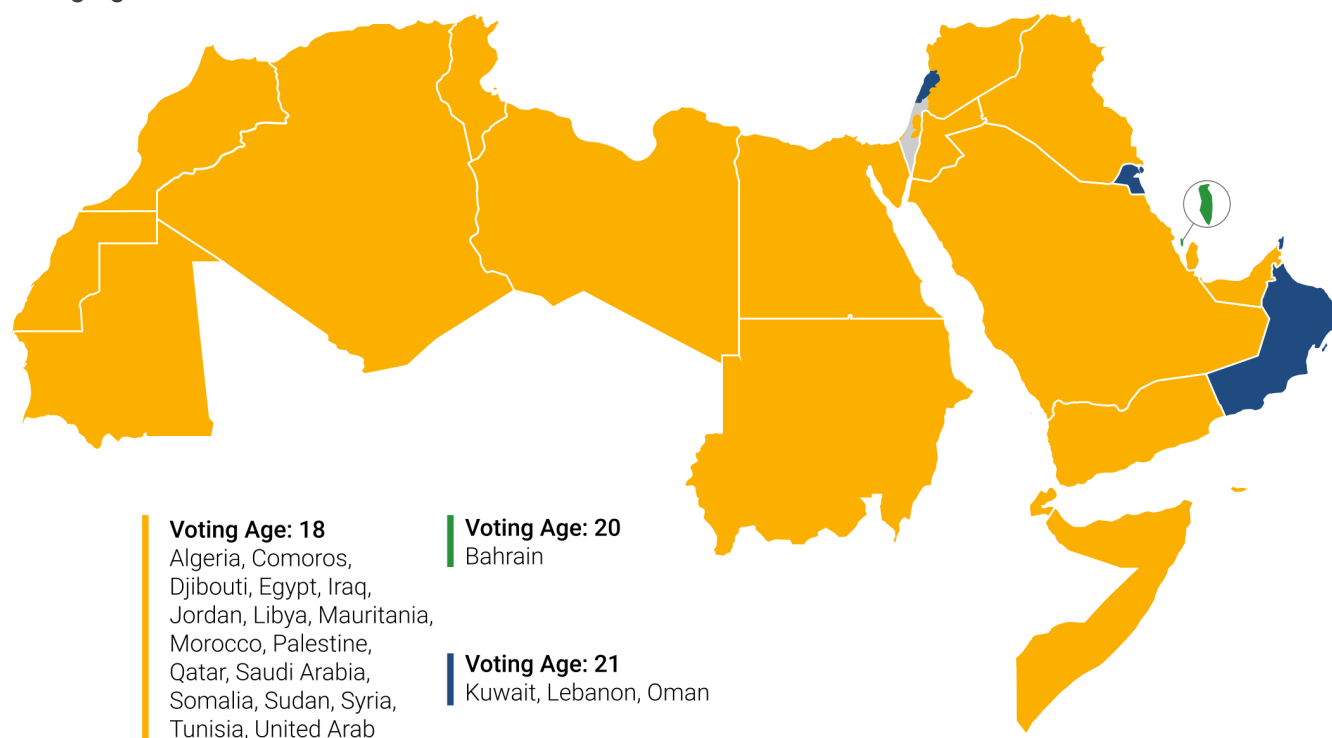 Voting Age: 18
Algeria, Comoros,
Djibouti, Egypt, Iraq,
Jordan, Libya, Mauritania,
Morocco, Palestine,
Qatar, Saudi Arabia,
Somalia, Sudan, Syria,
Tunisia, United Arab
Voting Age: 20
Bahrain
Voting Age: 21
Kuwait, Lebanon, Oman